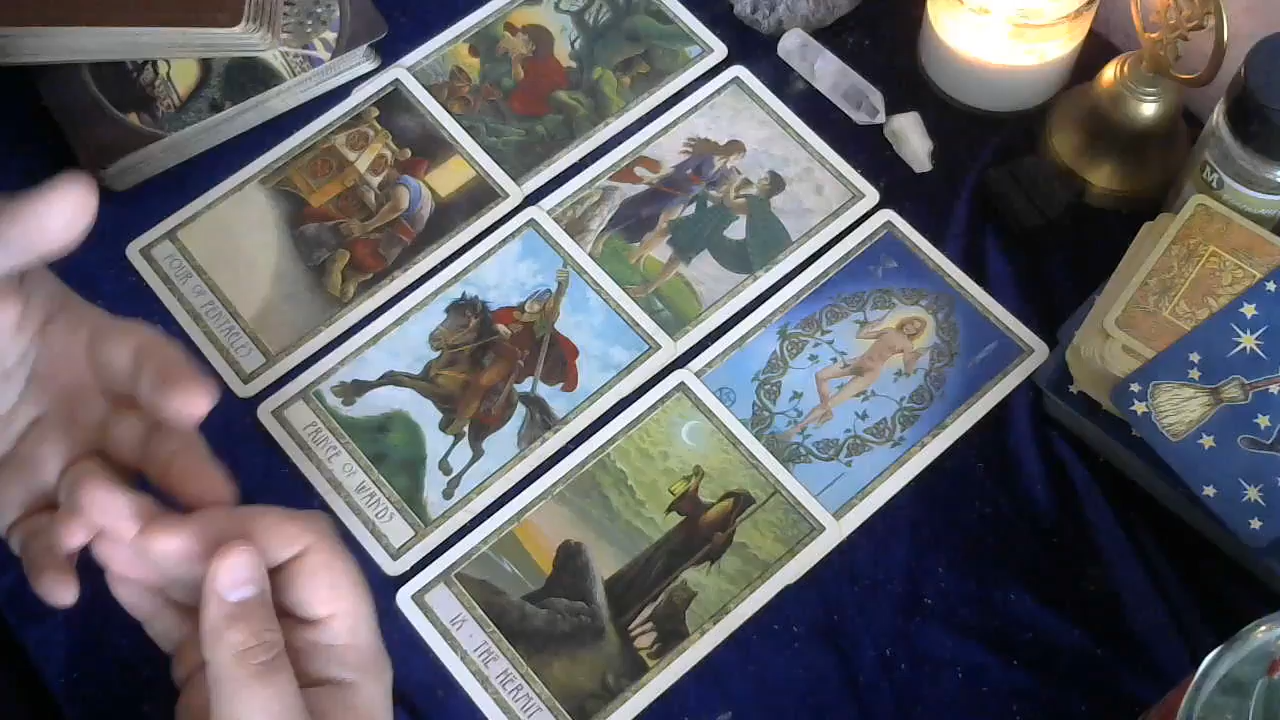 FOUR OF PENTACLES
PRINCE OF WANDS
IX · THE HERMIT
M